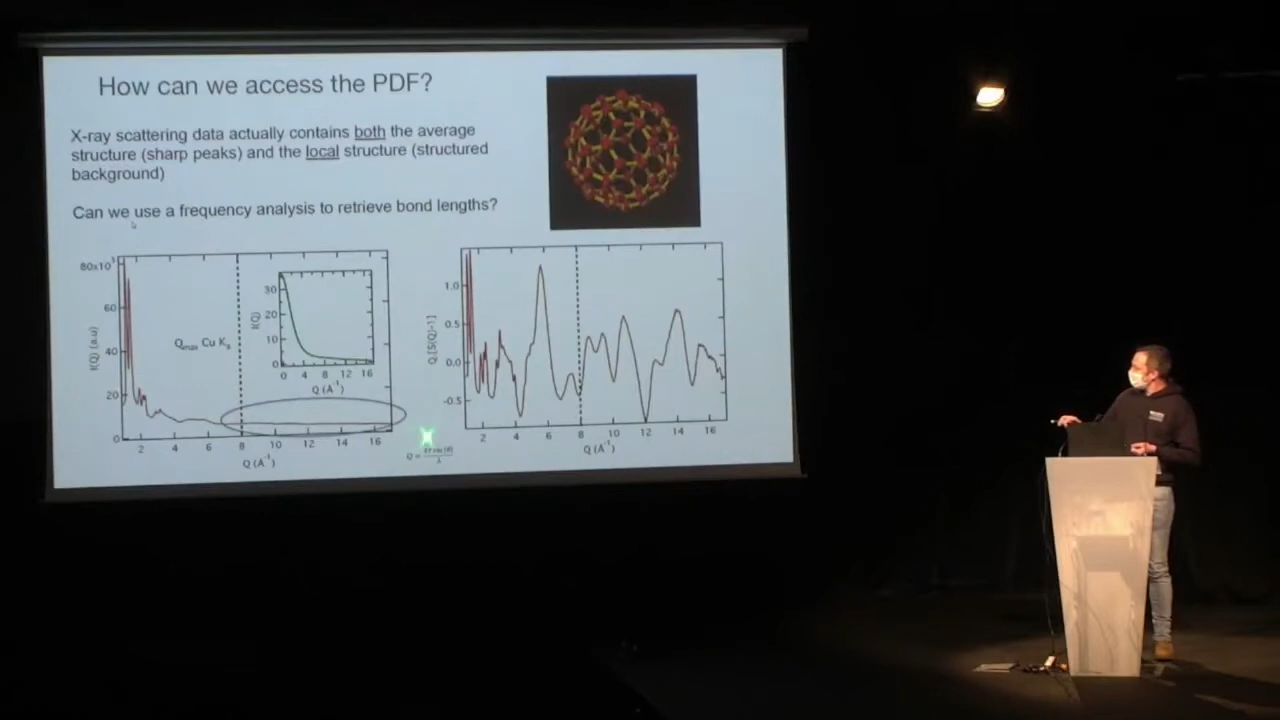 How can we access the PDF?
X-ray scattering data actually contains both the average
structure (sharp peaks) and the local structure (structured
background)
Can we use a frequency analysis to retrieve bond lengths?
80x10³
60
40
20
0
I(Q) (a.u)
2 4 6 8 10 12 14 16
Q (Å⁻¹)
Qmax Cu Kα
30
20
10
0
I(Q)
0 4 8 12 16
Q (Å⁻¹)
1.0
0.5
0.0
-0.5
Q.[S(Q)-1]
2 4 6 8 10 12 14 16
Q (Å⁻¹)